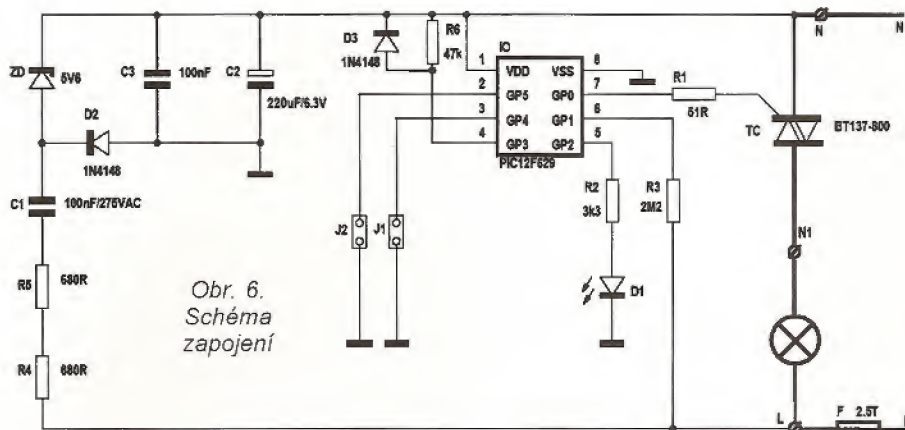 ZD
5V6
C3
100nF
C2
220uF/6.3V
D2
1N4148
C1
100nF/275VAC
R5
680R
R4
680R
Obr. 6.
Schéma
zapojení
D3
1N4148
R6
47k
IO
1 VDD VSS 8
2 GP5 GP0 7
3 GP4 GP1 6
4 GP3 GP2 5
PIC12F629
J2
J1
R1
51R
R2
3k3
R3
2M2
D1
TC
BT137-800
N
N
N1
L
F 2.5T